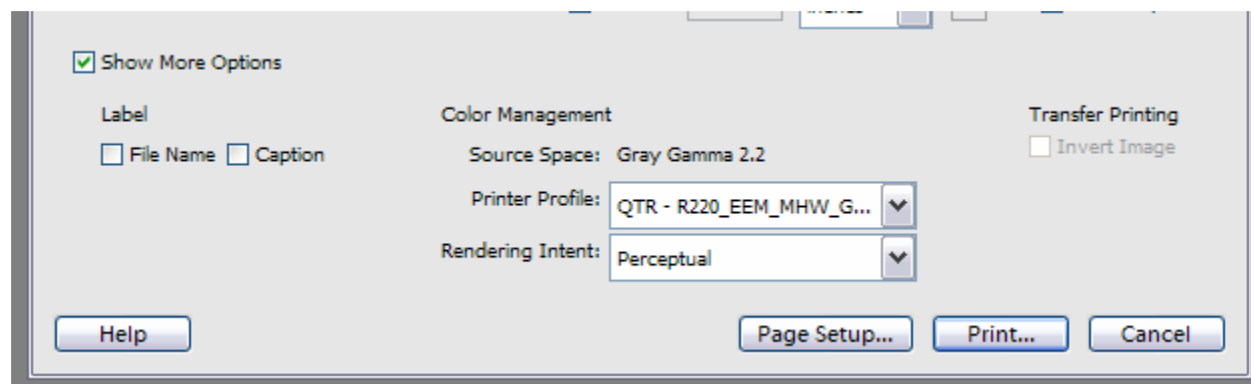 Show More Options
Label Color Management Transfer Printing
File Name Caption Source Space: Gray Gamma 2.2 Invert Image
Printer Profile: QTR - R220_EEM_MHW_G...
Rendering Intent: Perceptual
Help Page Setup... Print... Cancel